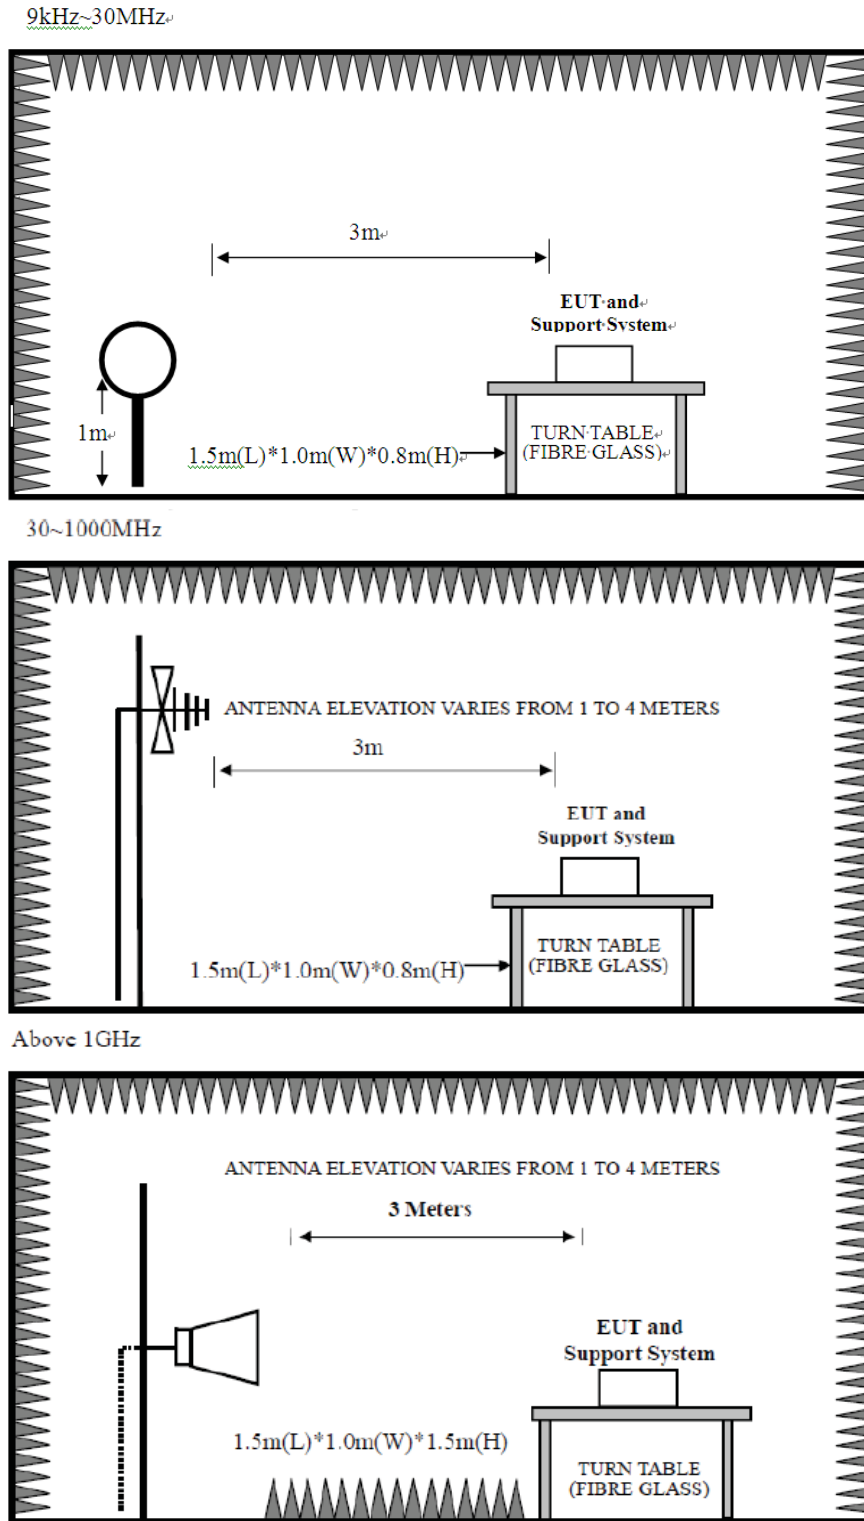 9kHz~30MHz
3m
EUT and
Support System
1m
TURN TABLE
1.5m(L)*1.0m(W)*0.8m(H)
(FIBRE GLASS)
30~1000MHz
ANTENNA ELEVATION VARIES FROM 1 TO 4 METERS
3m
EUT and
Support System
TURN TABLE
(FIBRE GLASS)
1.5m(L)*1.0m(W)*0.8m(H)
Above 1GHz
ANTENNA ELEVATION VARIES FROM 1 TO 4 METERS
3 Meters
EUT and
Support System
1.5m(L)*1.0m(W)*1.5m(H)
TURN TABLE
(FIBRE GLASS)